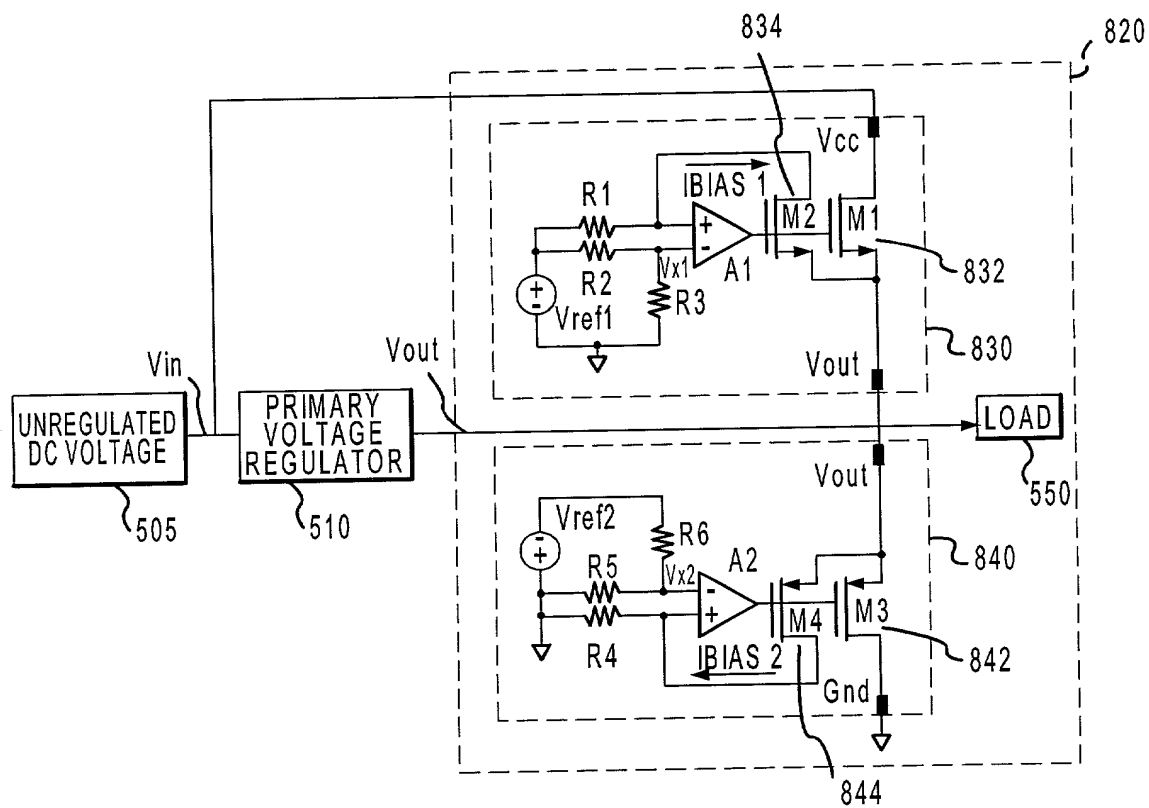 834
820
Vcc
IBIAS 1
R1
+
M2
M1
-
R2
Vx1
A1
832
+
-
Vref1
R3
830
Vout
Vin
Vout
UNREGULATED
DC VOLTAGE
PRIMARY
VOLTAGE
REGULATOR
LOAD
505
510
Vout
550
Vref2
-
+
R6
A2
840
R5
Vx2
-
+
M4
M3
R4
IBIAS 2
842
Gnd
844